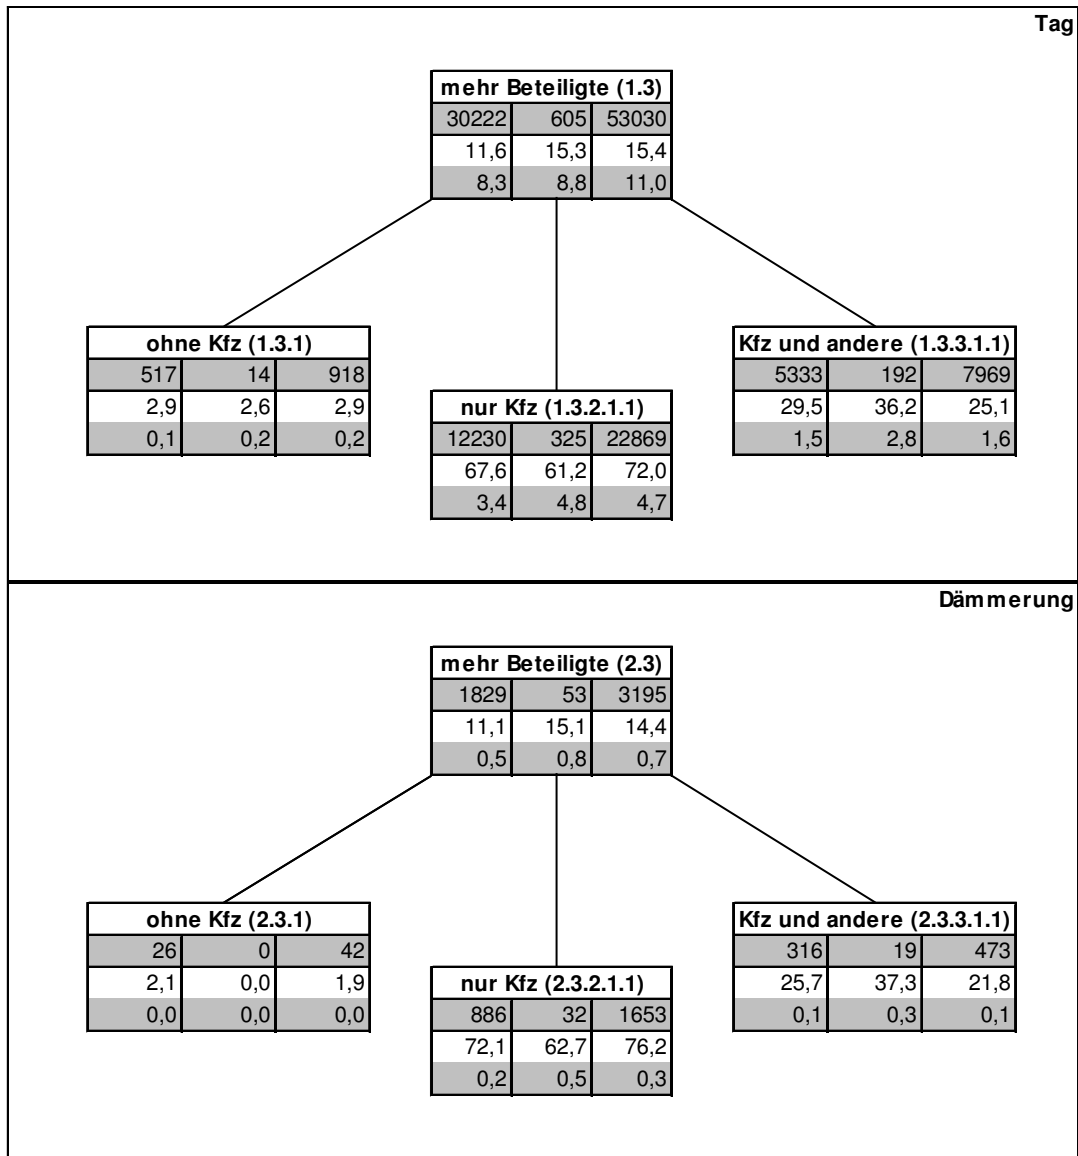 Tag
mehr Beteiligte (1.3)
30222 605 53030
11,6 15,3 15,4
8,3 8,8 11,0
ohne Kfz (1.3.1)
517 14 918
2,9 2,6 2,9
0,1 0,2 0,2
nur Kfz (1.3.2.1.1)
12230 325 22869
67,6 61,2 72,0
3,4 4,8 4,7
Kfz und andere (1.3.3.1.1)
5333 192 7969
29,5 36,2 25,1
1,5 2,8 1,6
Dämmerung
mehr Beteiligte (2.3)
1829 53 3195
11,1 15,1 14,4
0,5 0,8 0,7
ohne Kfz (2.3.1)
26 0 42
2,1 0,0 1,9
0,0 0,0 0,0
nur Kfz (2.3.2.1.1)
886 32 1653
72,1 62,7 76,2
0,2 0,5 0,3
Kfz und andere (2.3.3.1.1)
316 19 473
25,7 37,3 21,8
0,1 0,3 0,1